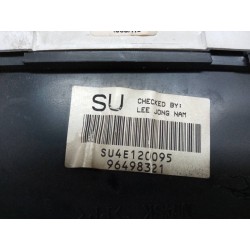 SU
CHECKED BY:
LEE JONG NAM
SU4E120095
96498321